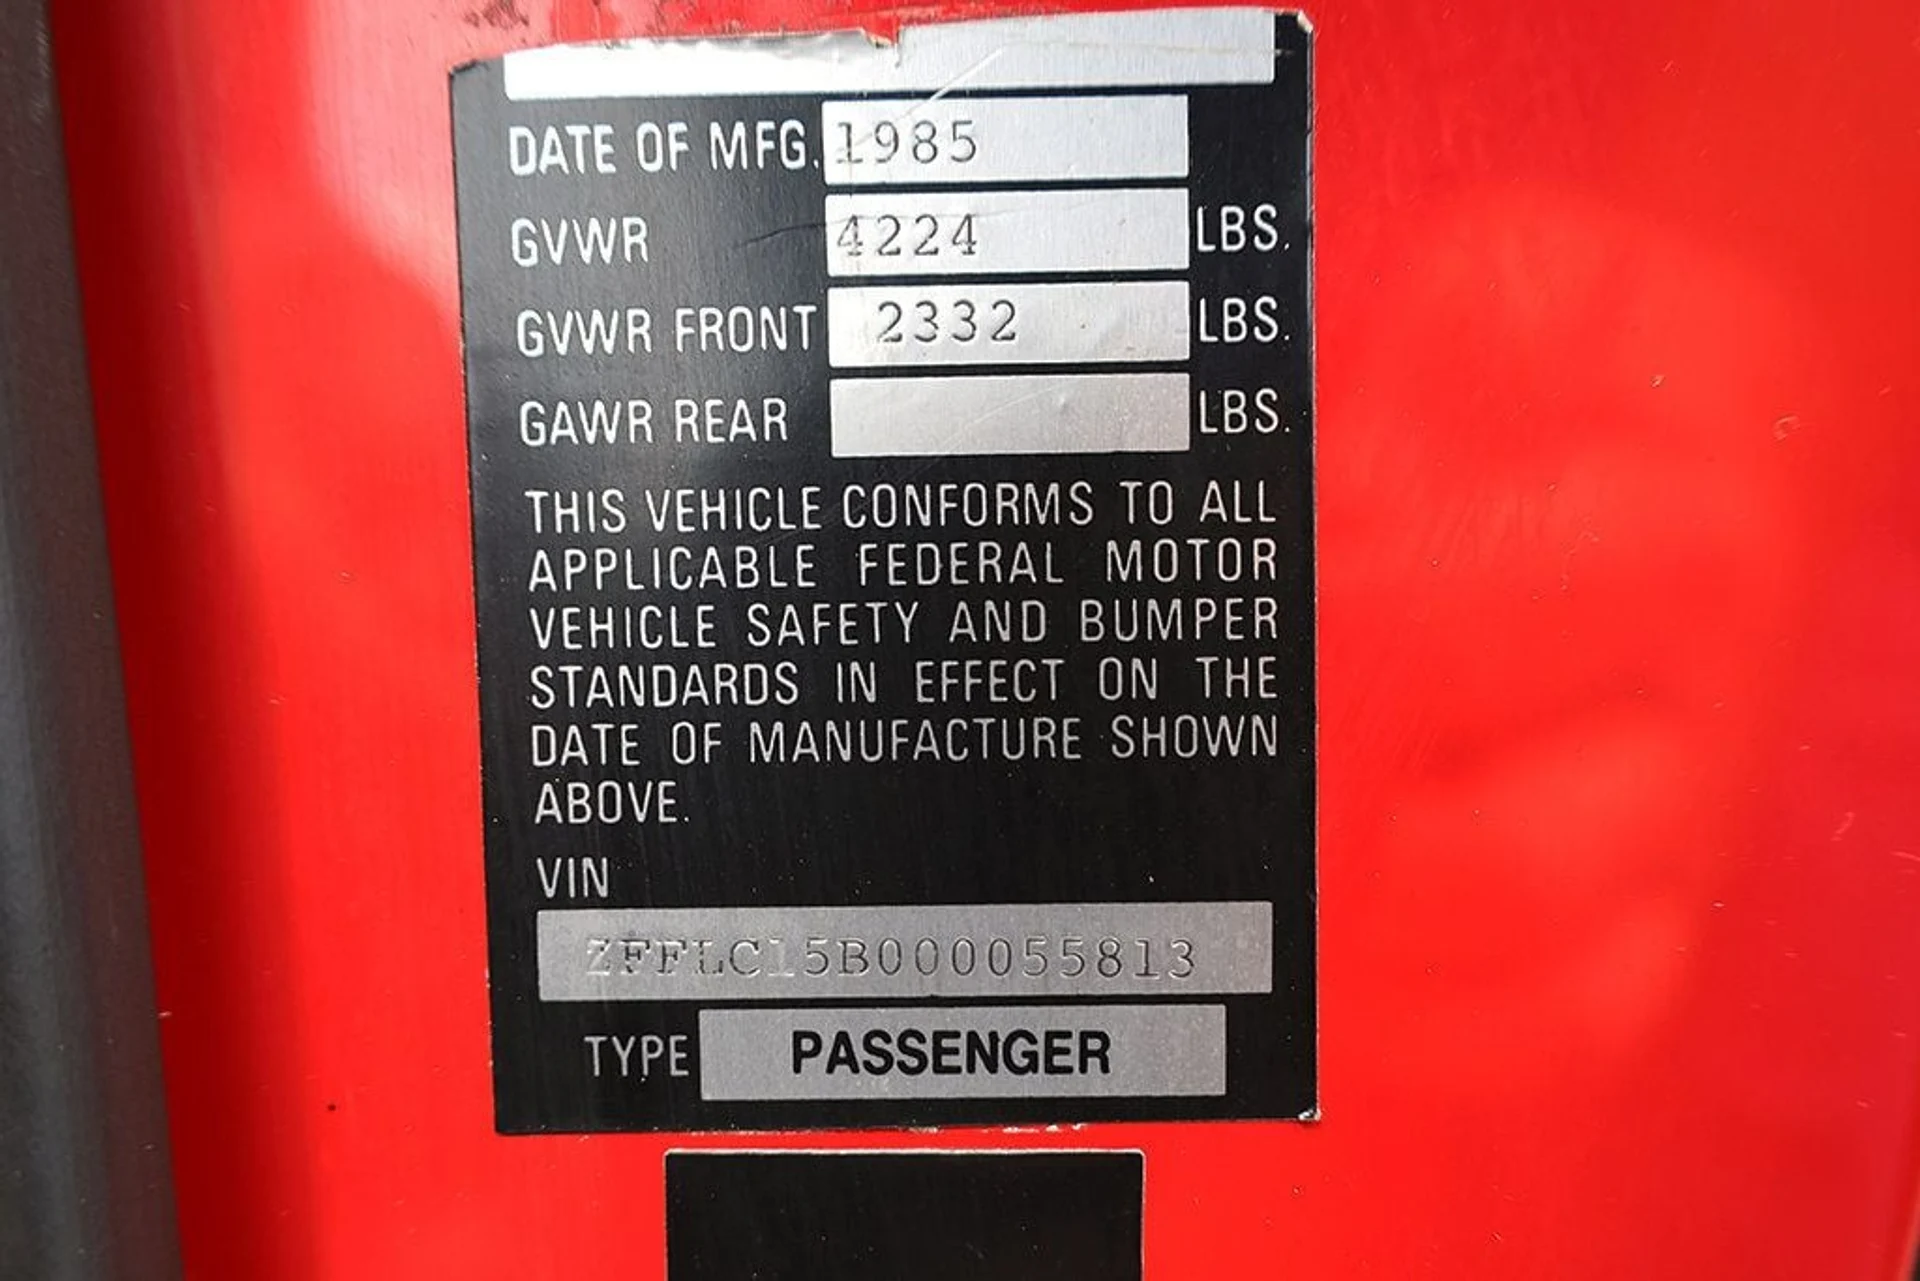 DATE OF MFG. 1985
GVWR 4224 LBS.
GVWR FRONT 2332 LBS.
GAWR REAR LBS.
THIS VEHICLE CONFORMS TO ALL
APPLICABLE FEDERAL MOTOR
VEHICLE SAFETY AND BUMPER
STANDARDS IN EFFECT ON THE
DATE OF MANUFACTURE SHOWN
ABOVE.
VIN
ZFFLC15B000055813
TYPE PASSENGER